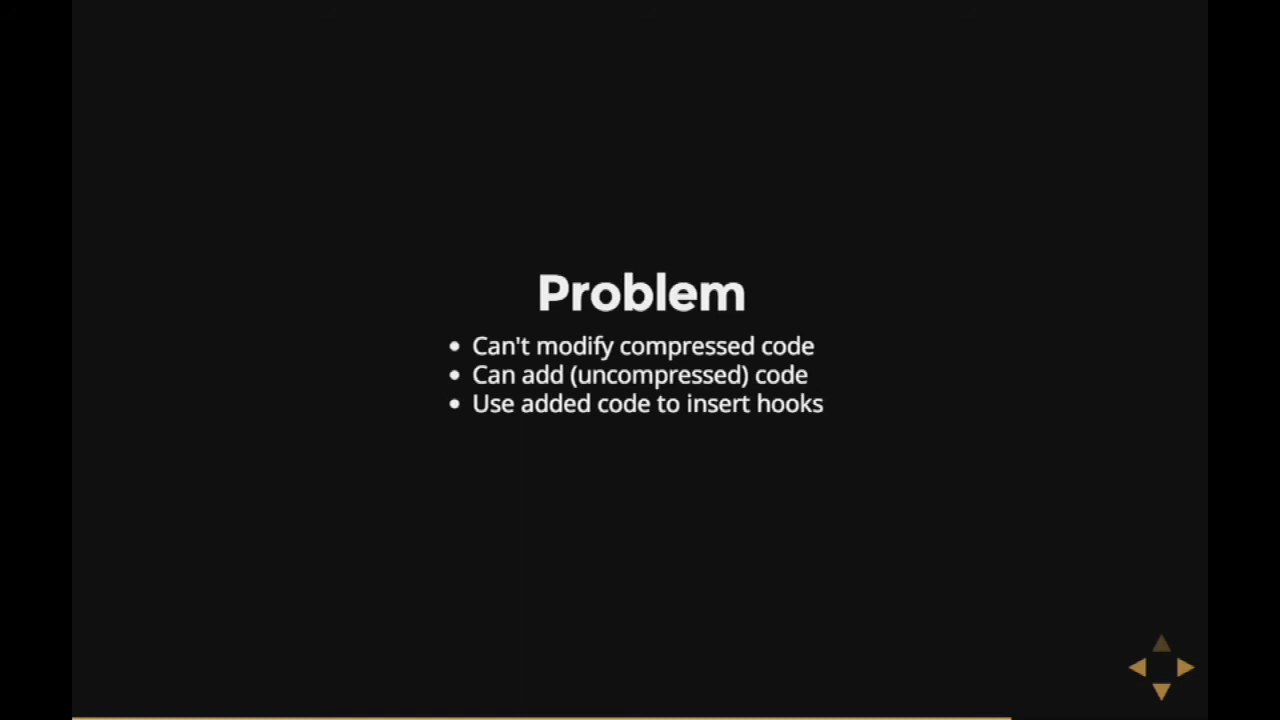 Problem
Can't modify compressed code
Can add (uncompressed) code
Use added code to insert hooks